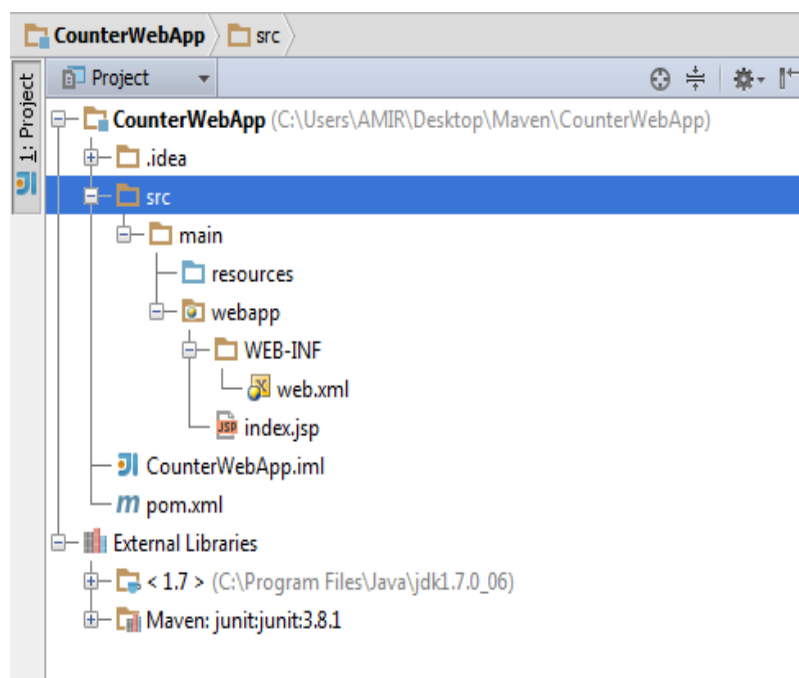 CounterWebApp src
1: Project
Project
CounterWebApp (C:\Users\AMIR\Desktop\Maven\CounterWebApp)
.idea
src
main
resources
webapp
WEB-INF
web.xml
JSP index.jsp
CounterWebApp.iml
m pom.xml
External Libraries
< 1.7 > (C:\Program Files\Java\jdk1.7.0_06)
Maven: junit:junit:3.8.1